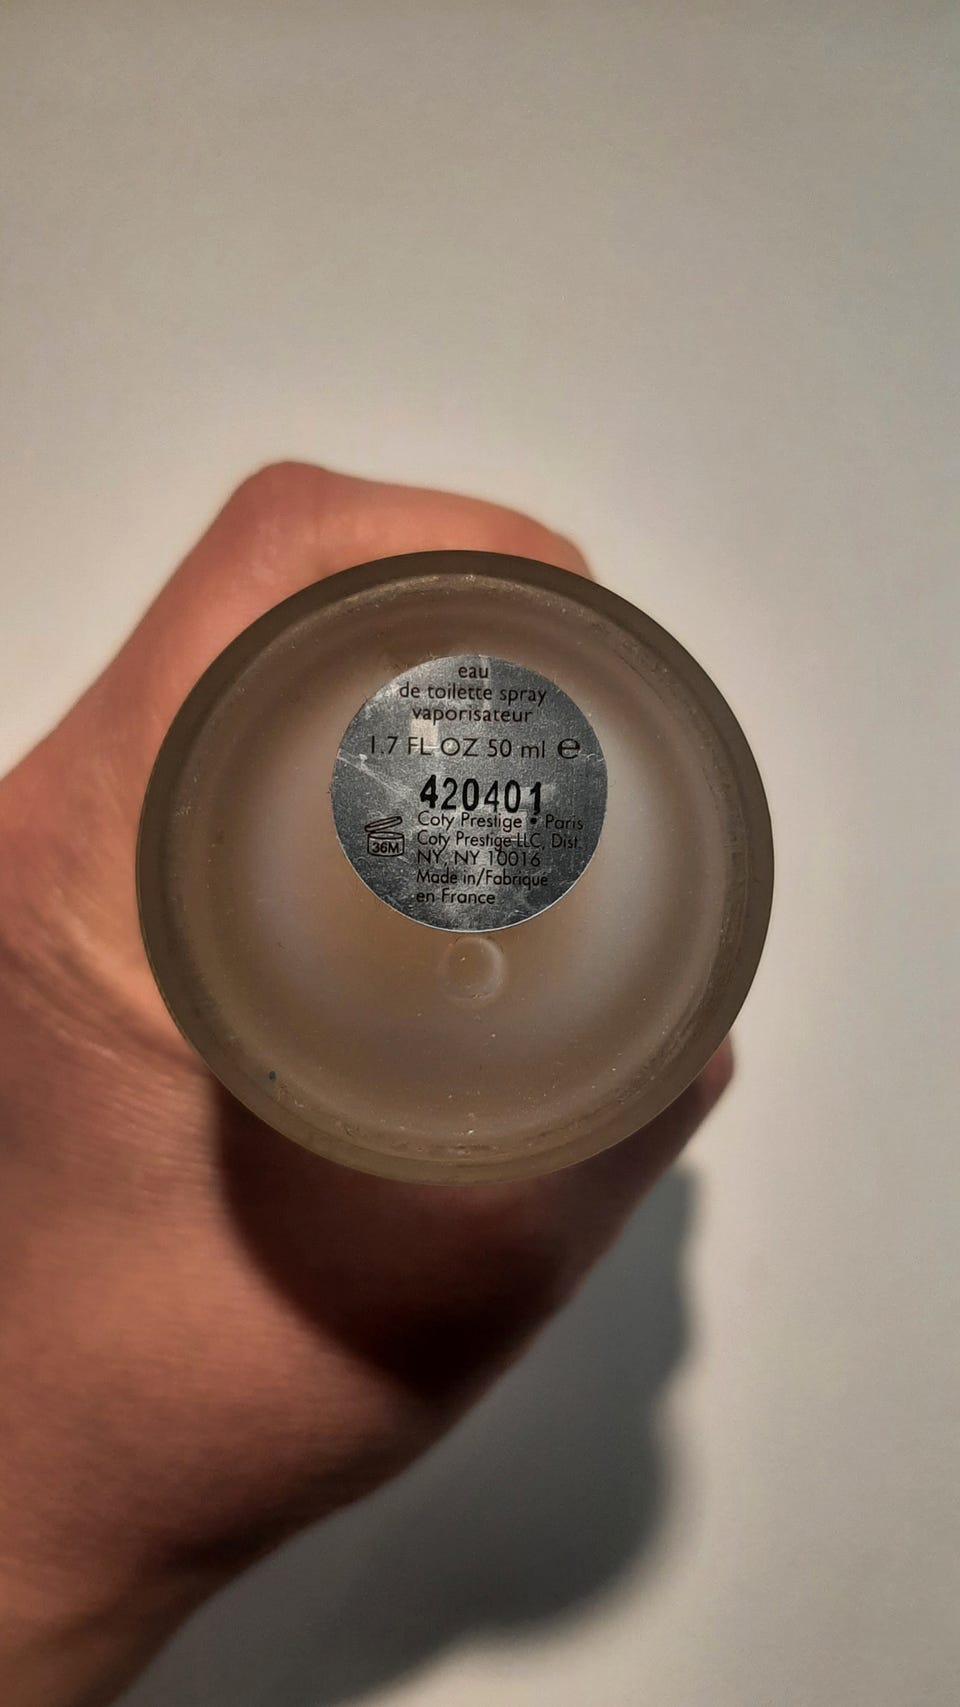 eau
de toilette spray
vaporisateur
1.7 FL OZ 50 ml ℮
420401
Coty Prestige • Paris
36M
Coty Prestige LLC, Dist.
NY, NY 10016
Made in/Fabriqué
en France